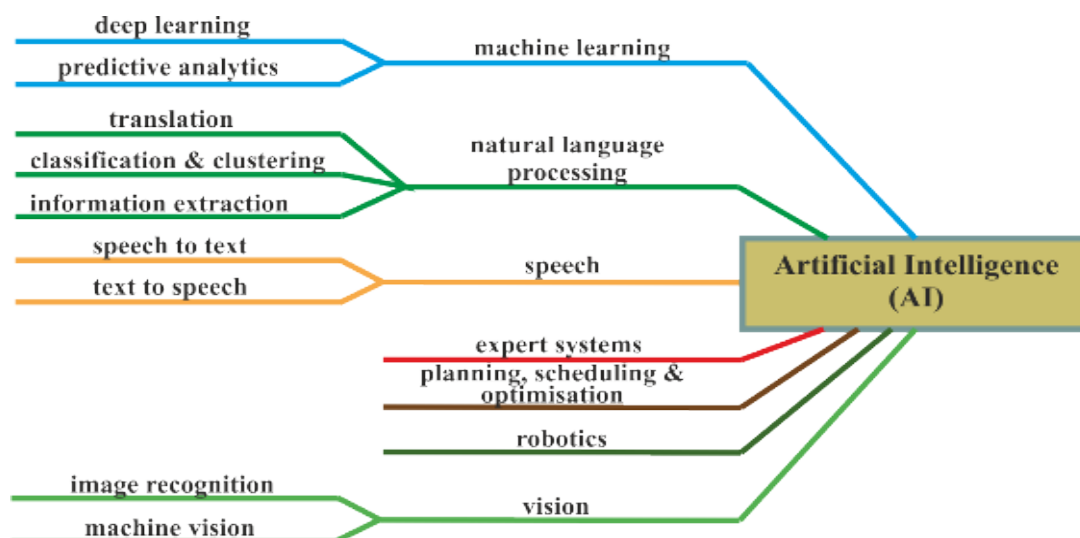 deep learning
machine learning
predictive analytics
translation
classification & clustering
information extraction
natural language
processing
speech to text
text to speech
speech
Artificial Intelligence
(AI)
expert systems
planning, scheduling &
optimisation
robotics
image recognition
machine vision
vision